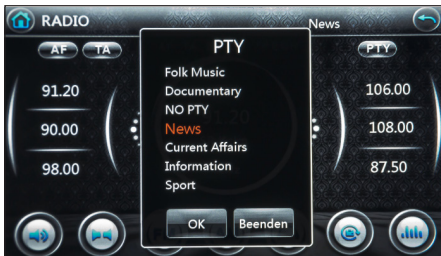 RADIO
News
AF TA
PTY
PTY
Folk Music
Documentary
NO PTY
News
Current Affairs
Information
Sport
91.20
90.00
98.00
106.00
108.00
87.50
OK
Beenden